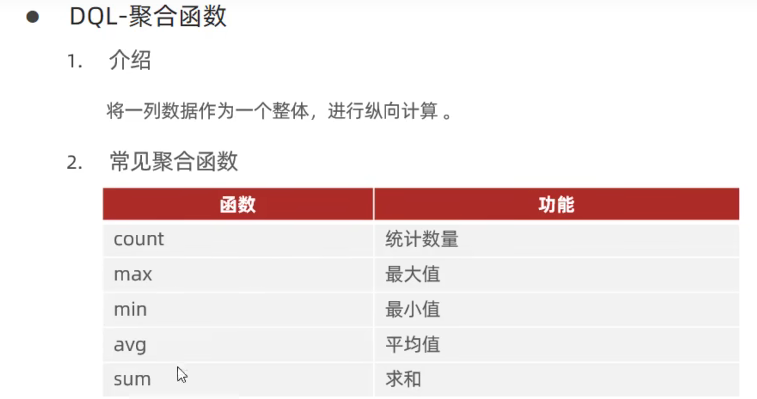 ● DQL-聚合函数
1. 介绍
将一列数据作为一个整体，进行纵向计算 。
2. 常见聚合函数
函数 功能
count 统计数量
max 最大值
min 最小值
avg 平均值
sum 求和